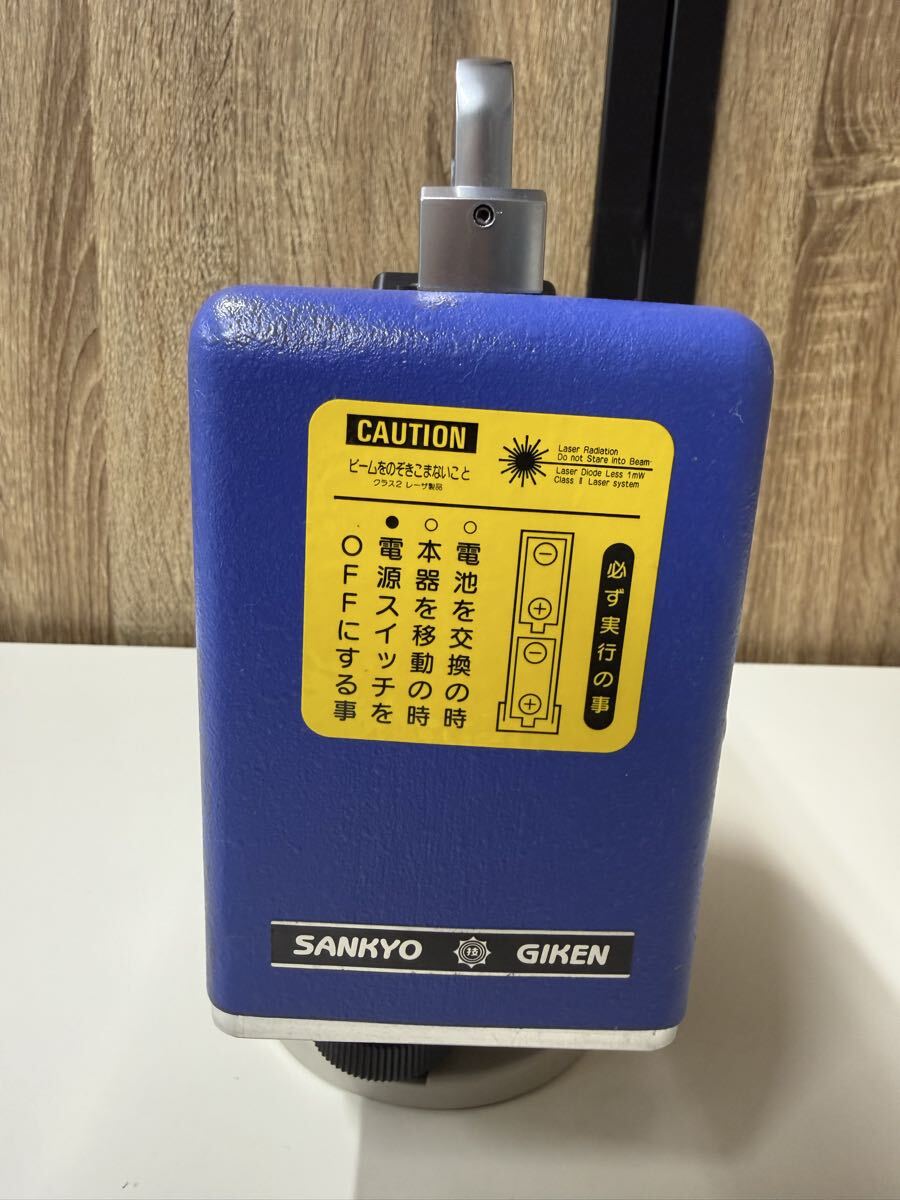 CAUTION
ビームをのぞきこまないこと
クラス2 レーザ製品
Laser Radiation
Do not Stare into Beam
Laser Diode Less 1mW
Class Ⅱ Laser system
必ず実行の事
○電池を交換の時
○本器を移動の時
●電源スイッチを
OFFにする事
SANKYO 技 GIKEN